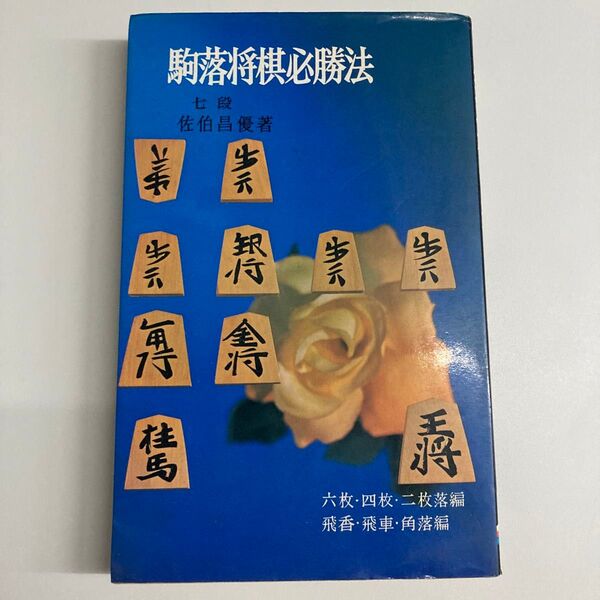 駒落将棋必勝法
七段
佐伯昌優著
歩兵
歩兵
歩兵
銀将
歩兵
歩兵
角行
金将
桂馬
王将
六枚・四枚・二枚落編
飛香・飛車・角落編